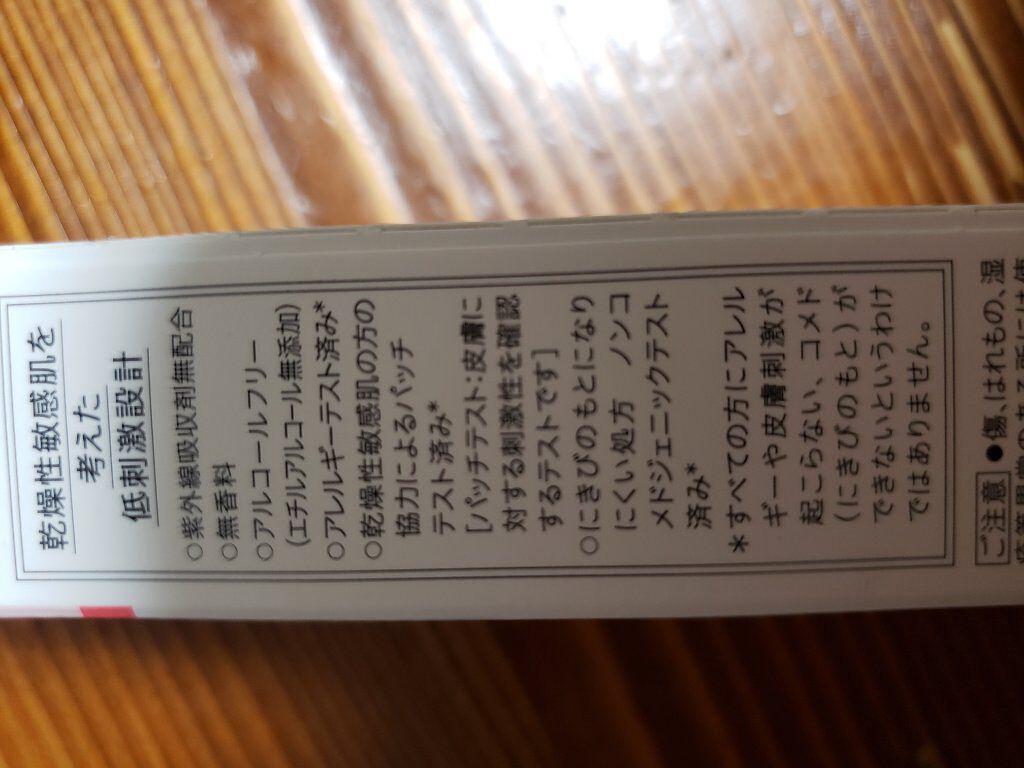 乾燥性敏感肌を
考えた
低刺激設計
○紫外線吸収剤無配合
○無香料
○アルコールフリー
(エチルアルコール無添加)
○アレルギーテスト済み*
○乾燥性敏感肌の方の
協力によるパッチ
テスト済み*
[パッチテスト:皮膚に
対する刺激性を確認
するテストです]
○にきびのもとになり
にくい処方 ノンコ
メドジェニックテスト
済み*
*すべての方にアレル
ギーや皮膚刺激が
起こらない、コメド
(にきびのもと)が
できないというわけ
ではありません。
ご注意 ●傷、はれもの、湿